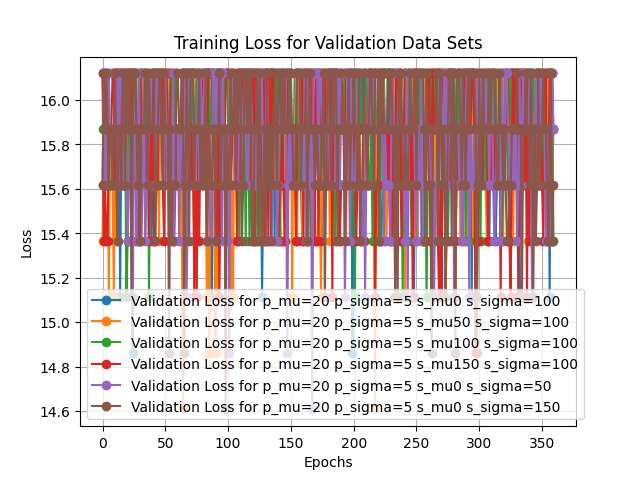 Training Loss for Validation Data Sets
Loss
16.0
15.8
15.6
15.4
15.2
15.0
14.8
14.6
Validation Loss for p_mu=20 p_sigma=5 s_mu0 s_sigma=100
Validation Loss for p_mu=20 p_sigma=5 s_mu50 s_sigma=100
Validation Loss for p_mu=20 p_sigma=5 s_mu100 s_sigma=100
Validation Loss for p_mu=20 p_sigma=5 s_mu150 s_sigma=100
Validation Loss for p_mu=20 p_sigma=5 s_mu0 s_sigma=50
Validation Loss for p_mu=20 p_sigma=5 s_mu0 s_sigma=150
0 50 100 150 200 250 300 350
Epochs